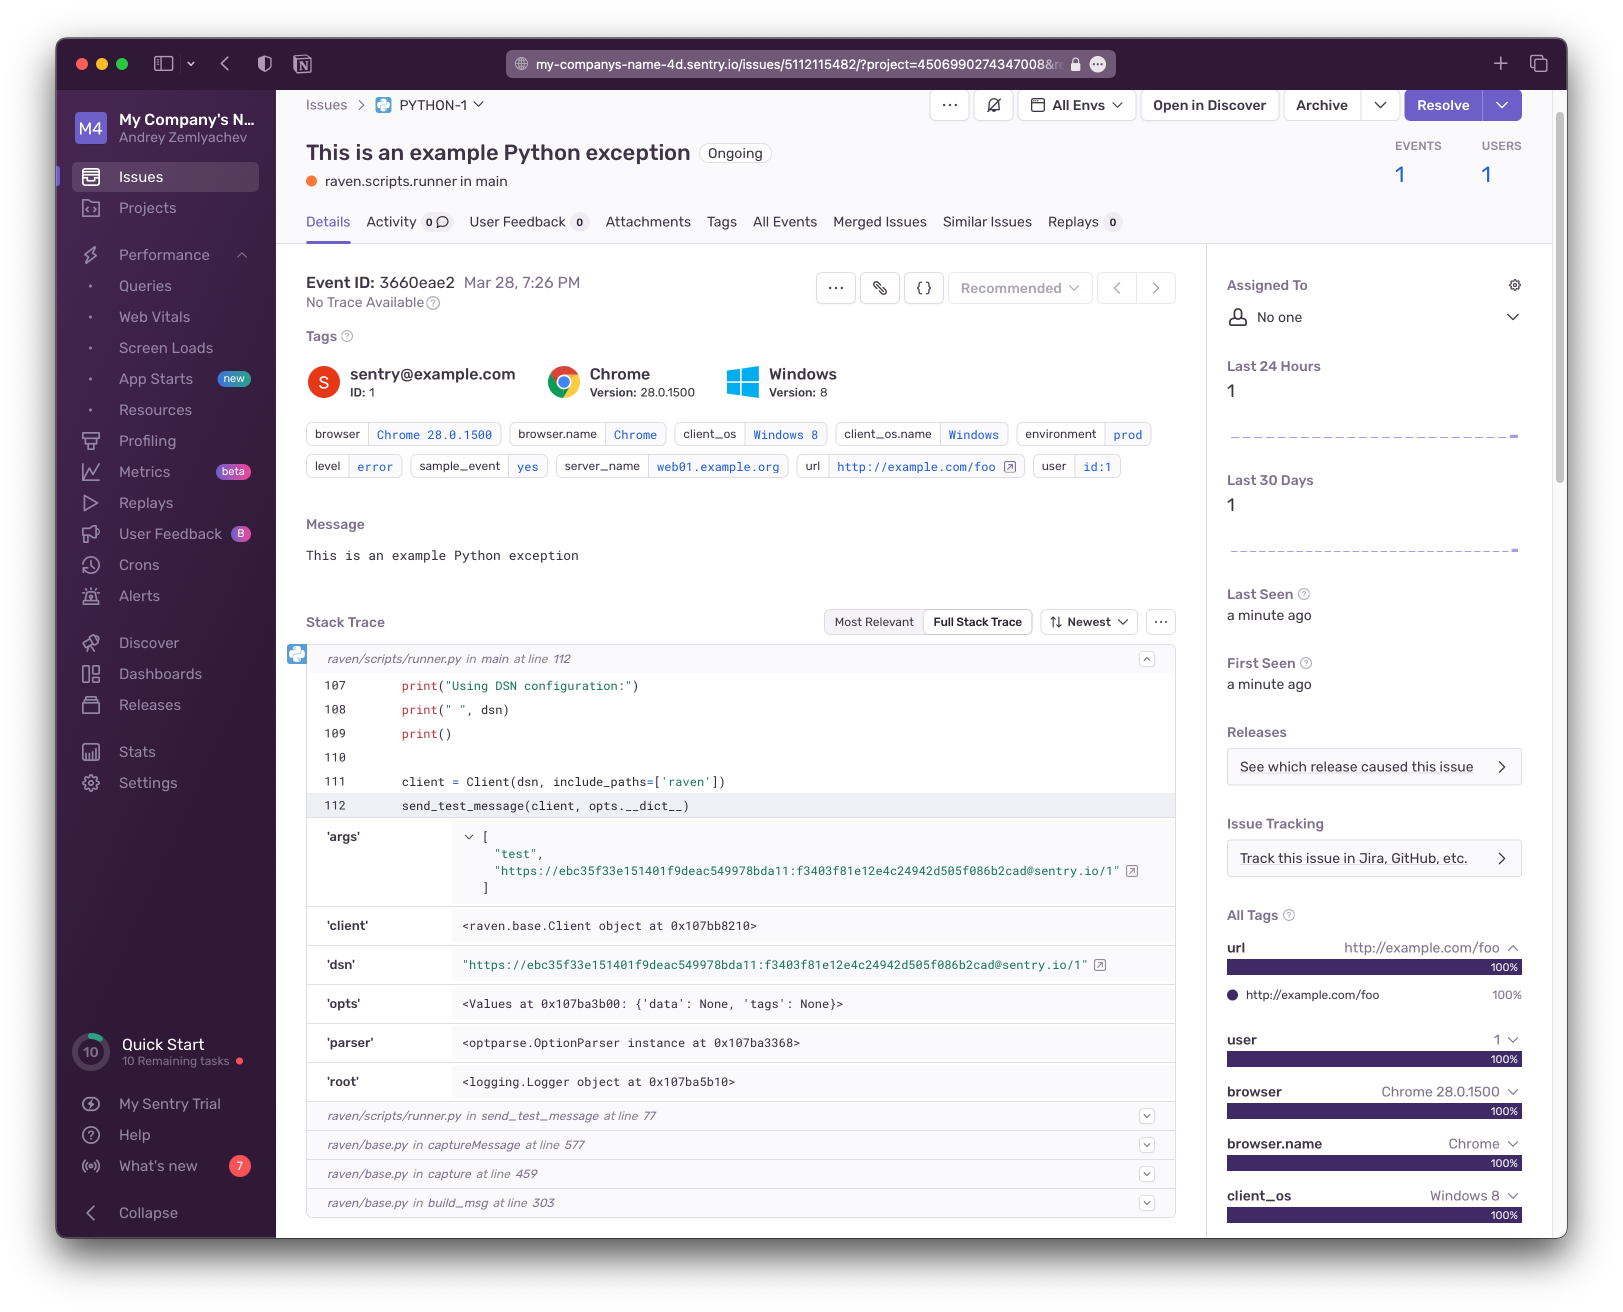 my-companys-name-4d.sentry.io/issues/5112115482/?project=4506990274347008&r
M4
My Company's N...
Andrey Zemlyachev
Issues
Projects
Performance
Queries
Web Vitals
Screen Loads
App Starts new
Resources
Profiling
Metrics beta
Replays
User Feedback B
Crons
Alerts
Discover
Dashboards
Releases
Stats
Settings
10
Quick Start
10 Remaining tasks
My Sentry Trial
Help
What's new 7
Collapse
Issues > PYTHON-1
... All Envs Open in Discover Archive Resolve
This is an example Python exception Ongoing
raven.scripts.runner in main
EVENTS USERS
1 1
Details Activity 0 User Feedback 0 Attachments Tags All Events Merged Issues Similar Issues Replays 0
Event ID: 3660eae2 Mar 28, 7:26 PM
No Trace Available ?
... {} Recommended < >
Tags ?
S
sentry@example.com
ID: 1
Chrome
Version: 28.0.1500
Windows
Version: 8
browser Chrome 28.0.1500 browser.name Chrome client_os Windows 8 client_os.name Windows environment prod
level error sample_event yes server_name web01.example.org url http://example.com/foo user id:1
Message
This is an example Python exception
Stack Trace
Most Relevant Full Stack Trace Newest ...
raven/scripts/runner.py in main at line 112
107 print("Using DSN configuration:")
108 print(" ", dsn)
109 print()
110
111 client = Client(dsn, include_paths=['raven'])
112 send_test_message(client, opts.__dict__)
'args' [
"test",
"https://ebc35f33e151401f9deac549978bda11:f3403f81e12e4c24942d505f086b2cad@sentry.io/1"
]
'client' <raven.base.Client object at 0x107bb8210>
'dsn' "https://ebc35f33e151401f9deac549978bda11:f3403f81e12e4c24942d505f086b2cad@sentry.io/1"
'opts' <Values at 0x107ba3b00: {'data': None, 'tags': None}>
'parser' <optparse.OptionParser instance at 0x107ba3368>
'root' <logging.Logger object at 0x107ba5b10>
raven/scripts/runner.py in send_test_message at line 77
raven/base.py in captureMessage at line 577
raven/base.py in capture at line 459
raven/base.py in build_msg at line 303
Assigned To
No one
Last 24 Hours
1
Last 30 Days
1
Last Seen ?
a minute ago
First Seen ?
a minute ago
Releases
See which release caused this issue
Issue Tracking
Track this issue in Jira, GitHub, etc.
All Tags ?
url http://example.com/foo
100%
http://example.com/foo 100%
user 1
100%
browser Chrome 28.0.1500
100%
browser.name Chrome
100%
client_os Windows 8
100%